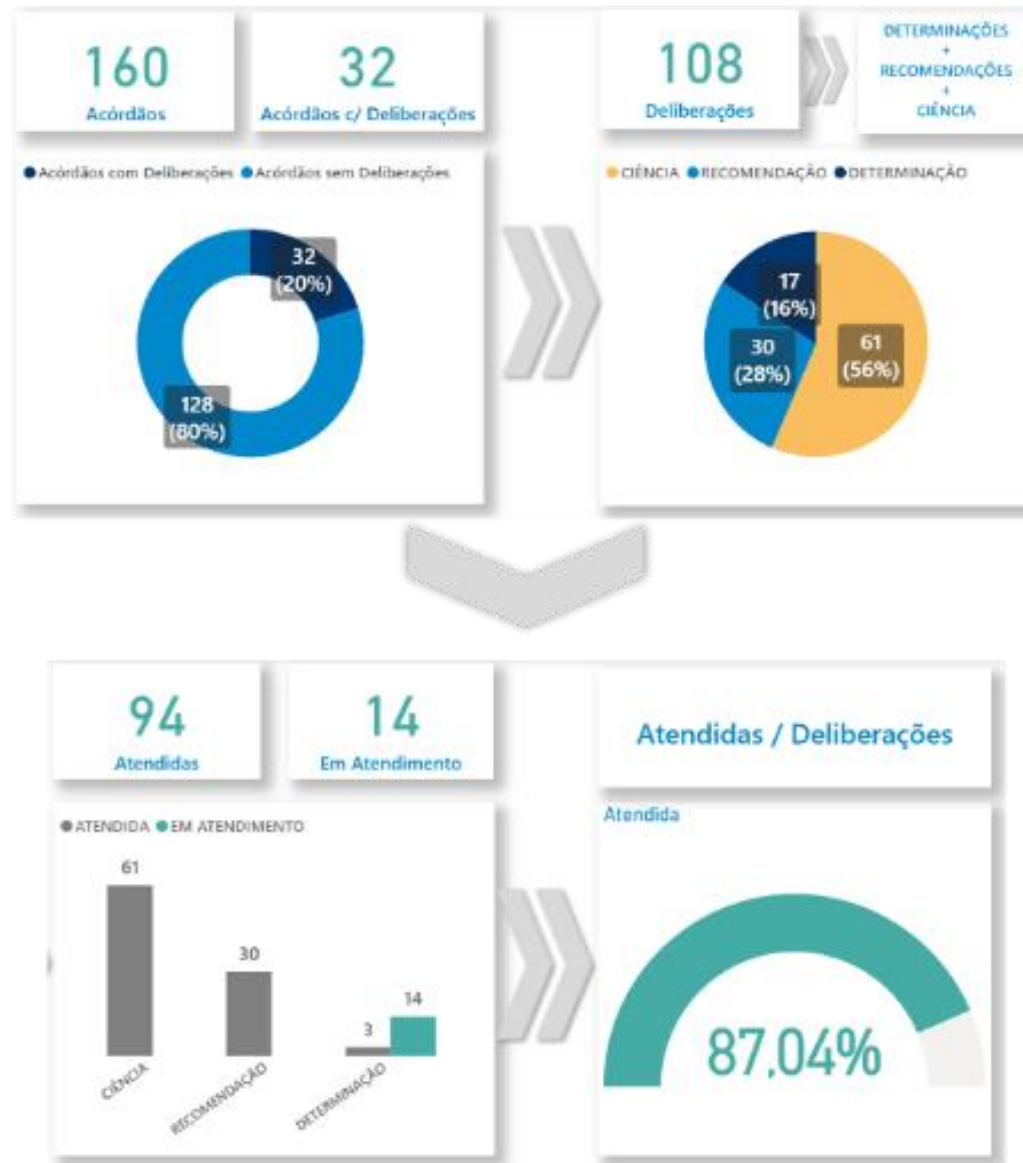 160
Acórdãos
32
Acórdãos c/ Deliberações
108
Deliberações
DETERMINAÇÕES
+
RECOMENDAÇÕES
+
CIÊNCIA
Acórdãos com Deliberações Acórdãos sem Deliberações
32
(20%)
128
(80%)
CIÊNCIA RECOMENDAÇÃO DETERMINAÇÃO
17
(16%)
30
(28%)
61
(56%)
94
Atendidas
14
Em Atendimento
Atendidas / Deliberações
ATENDIDA EM ATENDIMENTO
61
30
3
14
CIÊNCIA
RECOMENDAÇÃO
DETERMINAÇÃO
Atendida
87,04%